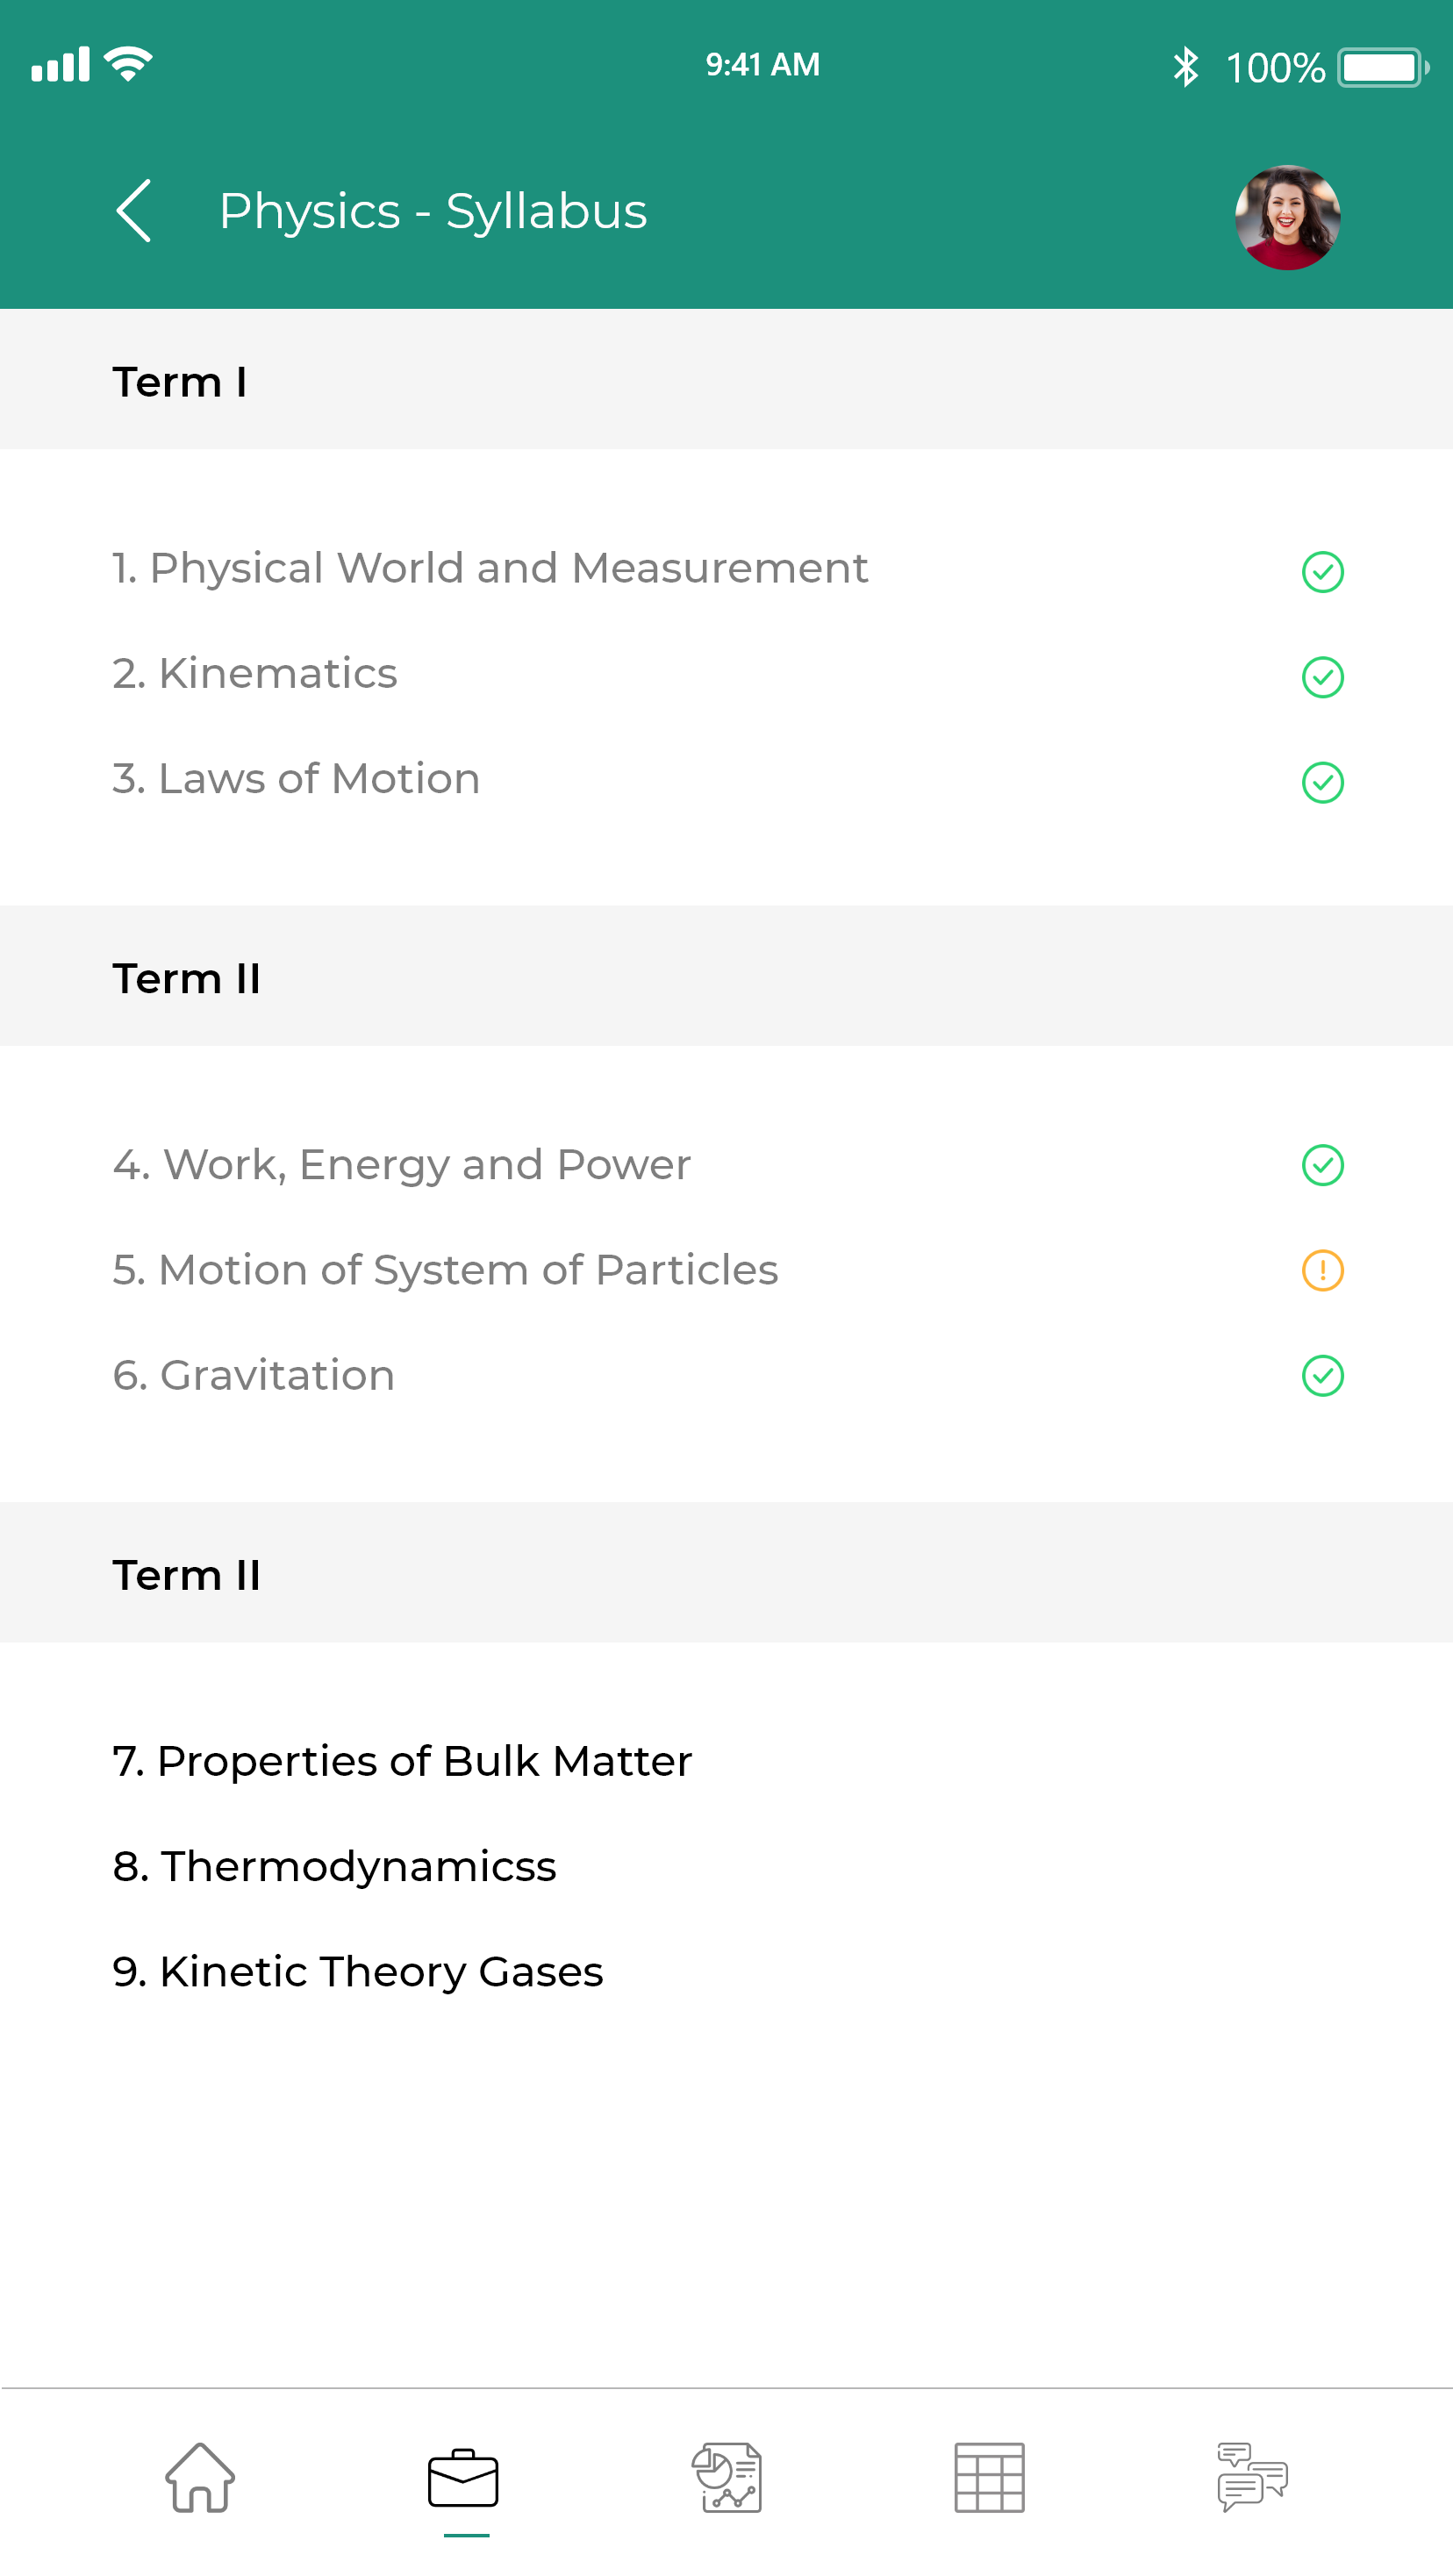 9:41 AM
100%
Physics - Syllabus
Term I
1. Physical World and Measurement
2. Kinematics
3. Laws of Motion
Term II
4. Work, Energy and Power
5. Motion of System of Particles
6. Gravitation
Term II
7. Properties of Bulk Matter
8. Thermodynamicss
9. Kinetic Theory Gases